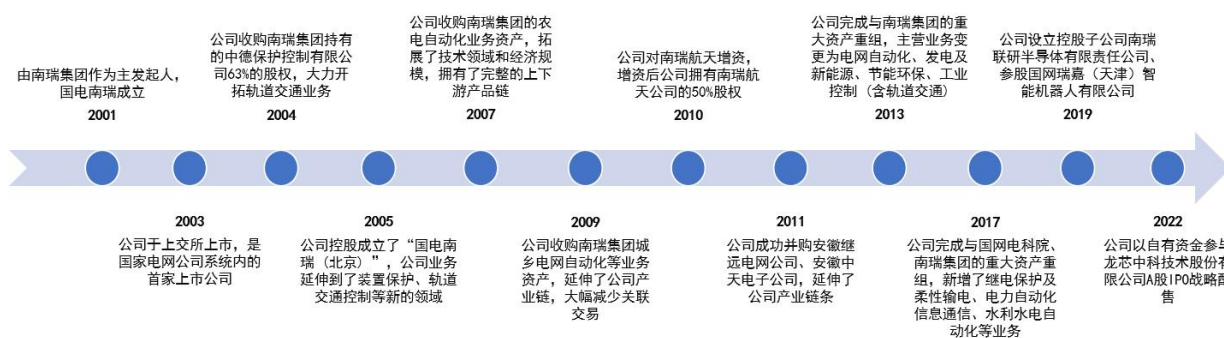 由南瑞集团作为主发起人，
国电南瑞成立
2001
公司收购南瑞集团持有
的中德保护控制有限公
司63%的股权，大力开
拓轨道交通业务
2004
公司收购南瑞集团的农
电自动化业务资产，拓
展了技术领域和经济规
模，拥有了完整的上下
游产品链
2007
公司对南瑞航天增资，
增资后公司拥有南瑞航
天公司的50%股权
2010
公司完成与南瑞集团的重
大资产重组，主营业务变
更为电网自动化、发电及
新能源、节能环保、工业
控制（含轨道交通）
2013
公司设立控股子公司南瑞
联研半导体有限责任公司、
参股国网瑞嘉（天津）智
能机器人有限公司
2019
2003
公司于上交所上市，是
国家电网公司系统内的
首家上市公司
2005
公司控股成立了“国电南
瑞（北京）”，公司业务
延伸到了装置保护、轨道
交通控制等新的领域
2009
公司收购南瑞集团城
乡电网自动化等业务
资产，延伸了公司产
业链，大幅减少关联
交易
2011
公司成功并购安徽继
远电网公司、安徽中
天电子公司，延伸了
公司产业链条
2017
公司完成与国网电科院、
南瑞集团的重大资产重
组，新增了继电保护及
柔性输电、电力自动化
信息通信、水利水电自
动化等业务
2022
公司以自有资金参与
龙芯中科技术股份有
限公司A股IPO战略配
售